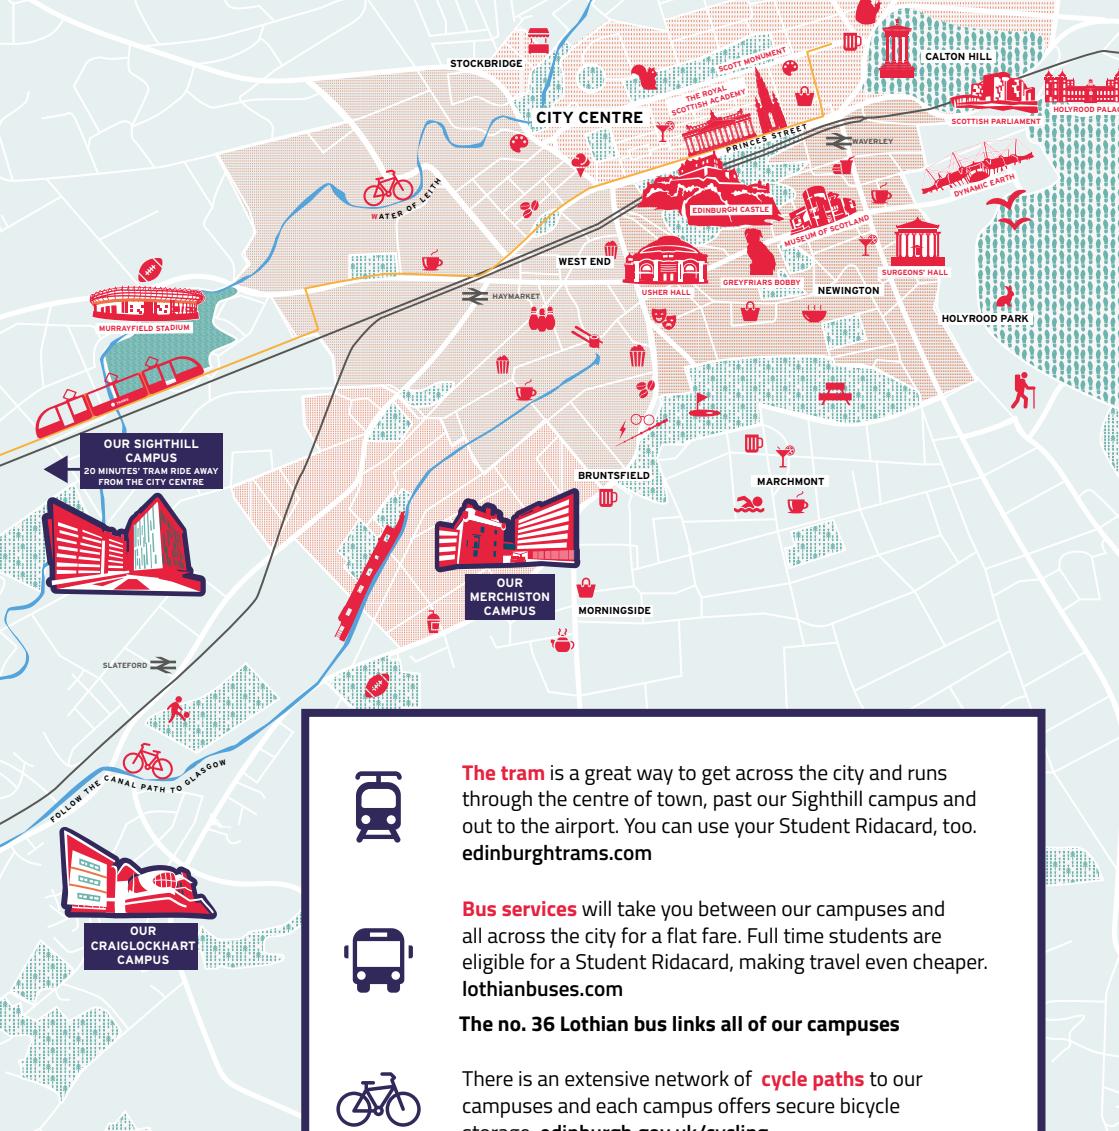 STOCKBRIDGE
CITY CENTRE
SCOTT MONUMENT
THE ROYAL
SCOTTISH ACADEMY
PRINCES STREET
CALTON HILL
SCOTTISH PARLIAMENT
HOLYROOD PALAC
WAVERLEY
DYNAMIC EARTH
WATER OF LEITH
EDINBURGH CASTLE
MUSEUM OF SCOTLAND
WEST END
USHER HALL
GREYFRIARS BOBBY
SURGEONS' HALL
NEWINGTON
HAYMARKET
HOLYROOD PARK
MURRAYFIELD STADIUM
OUR SIGHTHILL
CAMPUS
20 MINUTES' TRAM RIDE AWAY
FROM THE CITY CENTRE
BRUNTSFIELD
MARCHMONT
OUR
MERCHISTON
CAMPUS
MORNINGSIDE
SLATEFORD
FOLLOW THE CANAL PATH TO GLASGOW
OUR
CRAIGLOCKHART
CAMPUS
The tram is a great way to get across the city and runs
through the centre of town, past our Sighthill campus and
out to the airport. You can use your Student Ridacard, too.
edinburghtrams.com
Bus services will take you between our campuses and
all across the city for a flat fare. Full time students are
eligible for a Student Ridacard, making travel even cheaper.
lothianbuses.com
The no. 36 Lothian bus links all of our campuses
There is an extensive network of cycle paths to our
campuses and each campus offers secure bicycle
storage. edinburgh.gov.uk/cycling